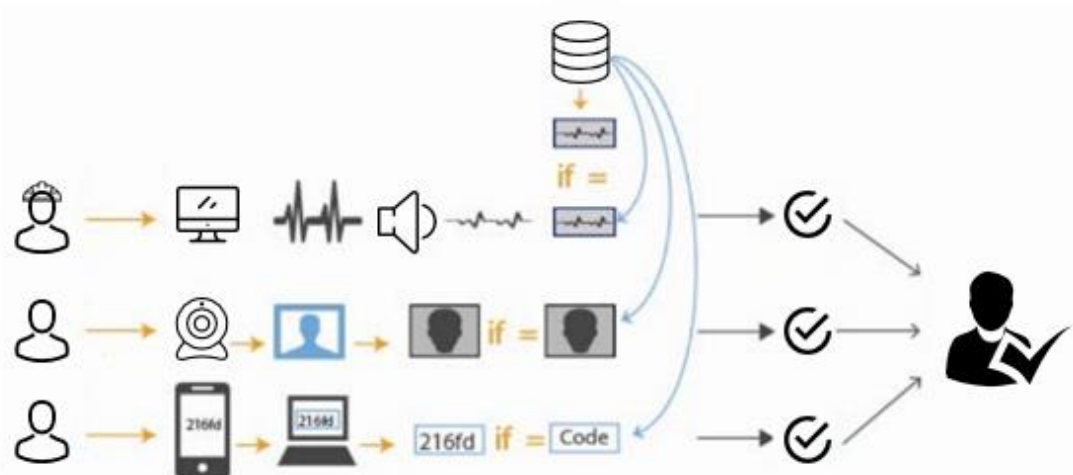 if =
if =
216fd
216fd
216fd if = Code